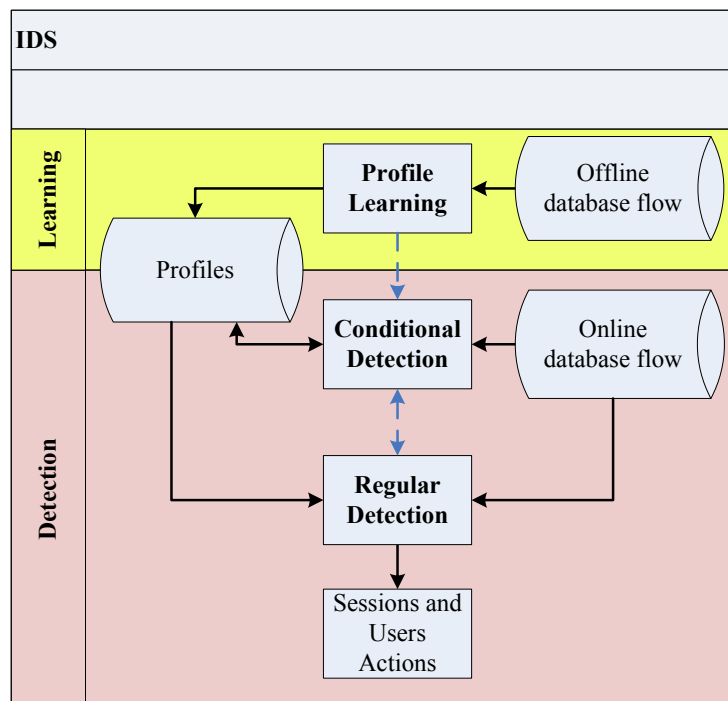 IDS
Learning
Profile
Learning
Offline
database flow
Profiles
Detection
Conditional
Detection
Online
database flow
Regular
Detection
Sessions and
Users
Actions